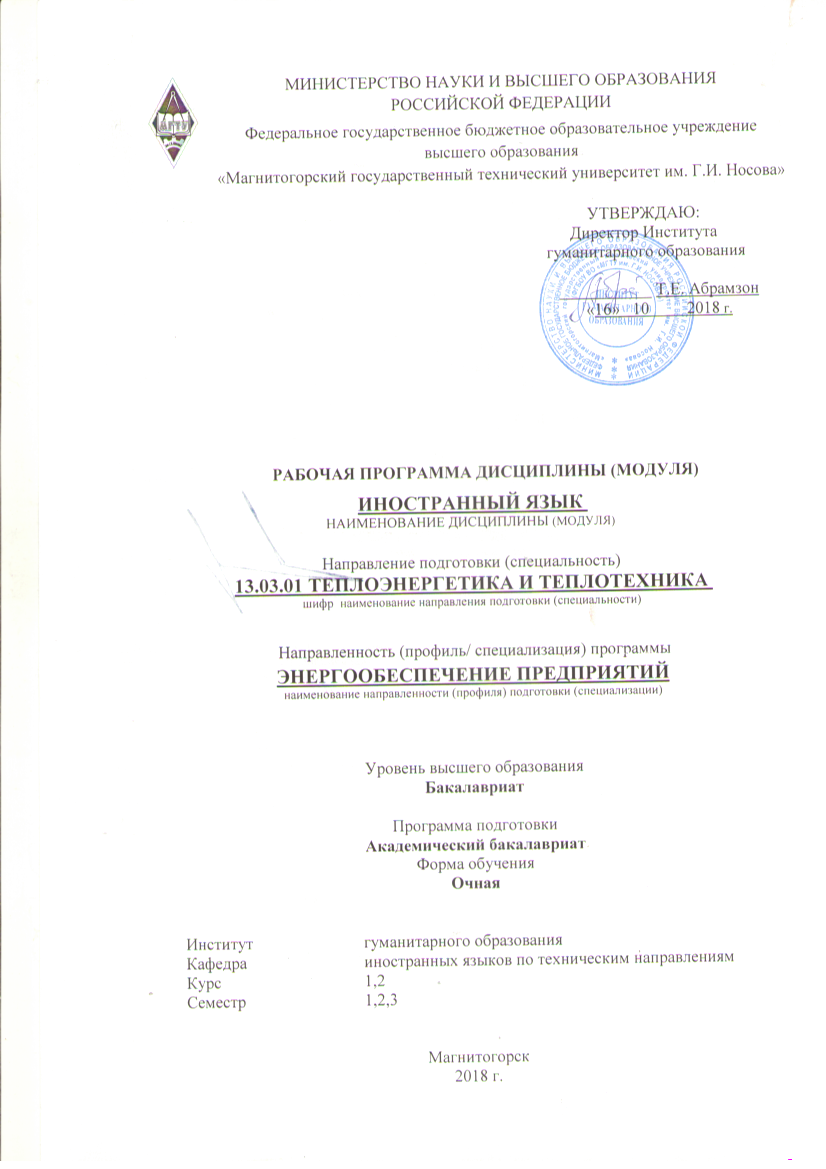 МИНИСТЕРСТВО НАУКИ И ВЫСШЕГО ОБРАЗОВАНИЯ
РОССИЙСКОЙ ФЕДЕРАЦИИ
Федеральное государственное бюджетное образовательное учреждение
высшего образования
«Магнитогорский государственный технический университет им. Г.И. Носова»
МГТУ
УТВЕРЖДАЮ:
Директор Института
гуманитарного образования
Т.Е. Абрамзон
«16» 10 2018 г.
РАБОЧАЯ ПРОГРАММА ДИСЦИПЛИНЫ (МОДУЛЯ)
ИНОСТРАННЫЙ ЯЗЫК
НАИМЕНОВАНИЕ ДИСЦИПЛИНЫ (МОДУЛЯ)
Направление подготовки (специальность)
13.03.01 ТЕПЛОЭНЕРГЕТИКА И ТЕПЛОТЕХНИКА
шифр наименование направления подготовки (специальности)
Направленность (профиль/ специализация) программы
ЭНЕРГООБЕСПЕЧЕНИЕ ПРЕДПРИЯТИЙ
наименование направленности (профиля) подготовки (специализации)
Уровень высшего образования
Бакалавриат
Программа подготовки
Академический бакалавриат
Форма обучения
Очная
Институт гуманитарного образования
Кафедра иностранных языков по техническим направлениям
Курс 1,2
Семестр 1,2,3
Магнитогорск
2018 г.